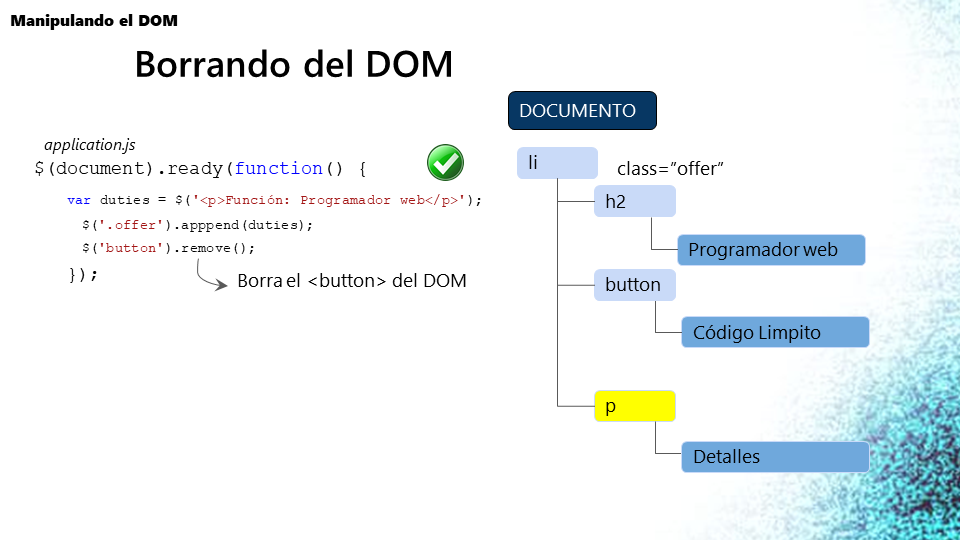 Manipulando el DOM
Borrando del DOM
application.js
$(document).ready(function() {
var duties = $('<p>Función: Programador web</p>');
$('.offer').apppend(duties);
$('button').remove();
});
Borra el <button> del DOM
DOCUMENTO
li
class=”offer”
h2
Programador web
button
Código Limpito
p
Detalles